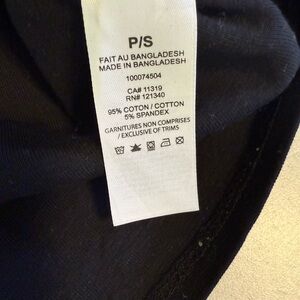 P/S
FAIT AU BANGLADESH
MADE IN BANGLADESH
100074504
CA# 11319
RN# 121340
95% COTON / COTTON
5% SPANDEX
GARNITURES NON COMPRISES
/ EXCLUSIVE OF TRIMS